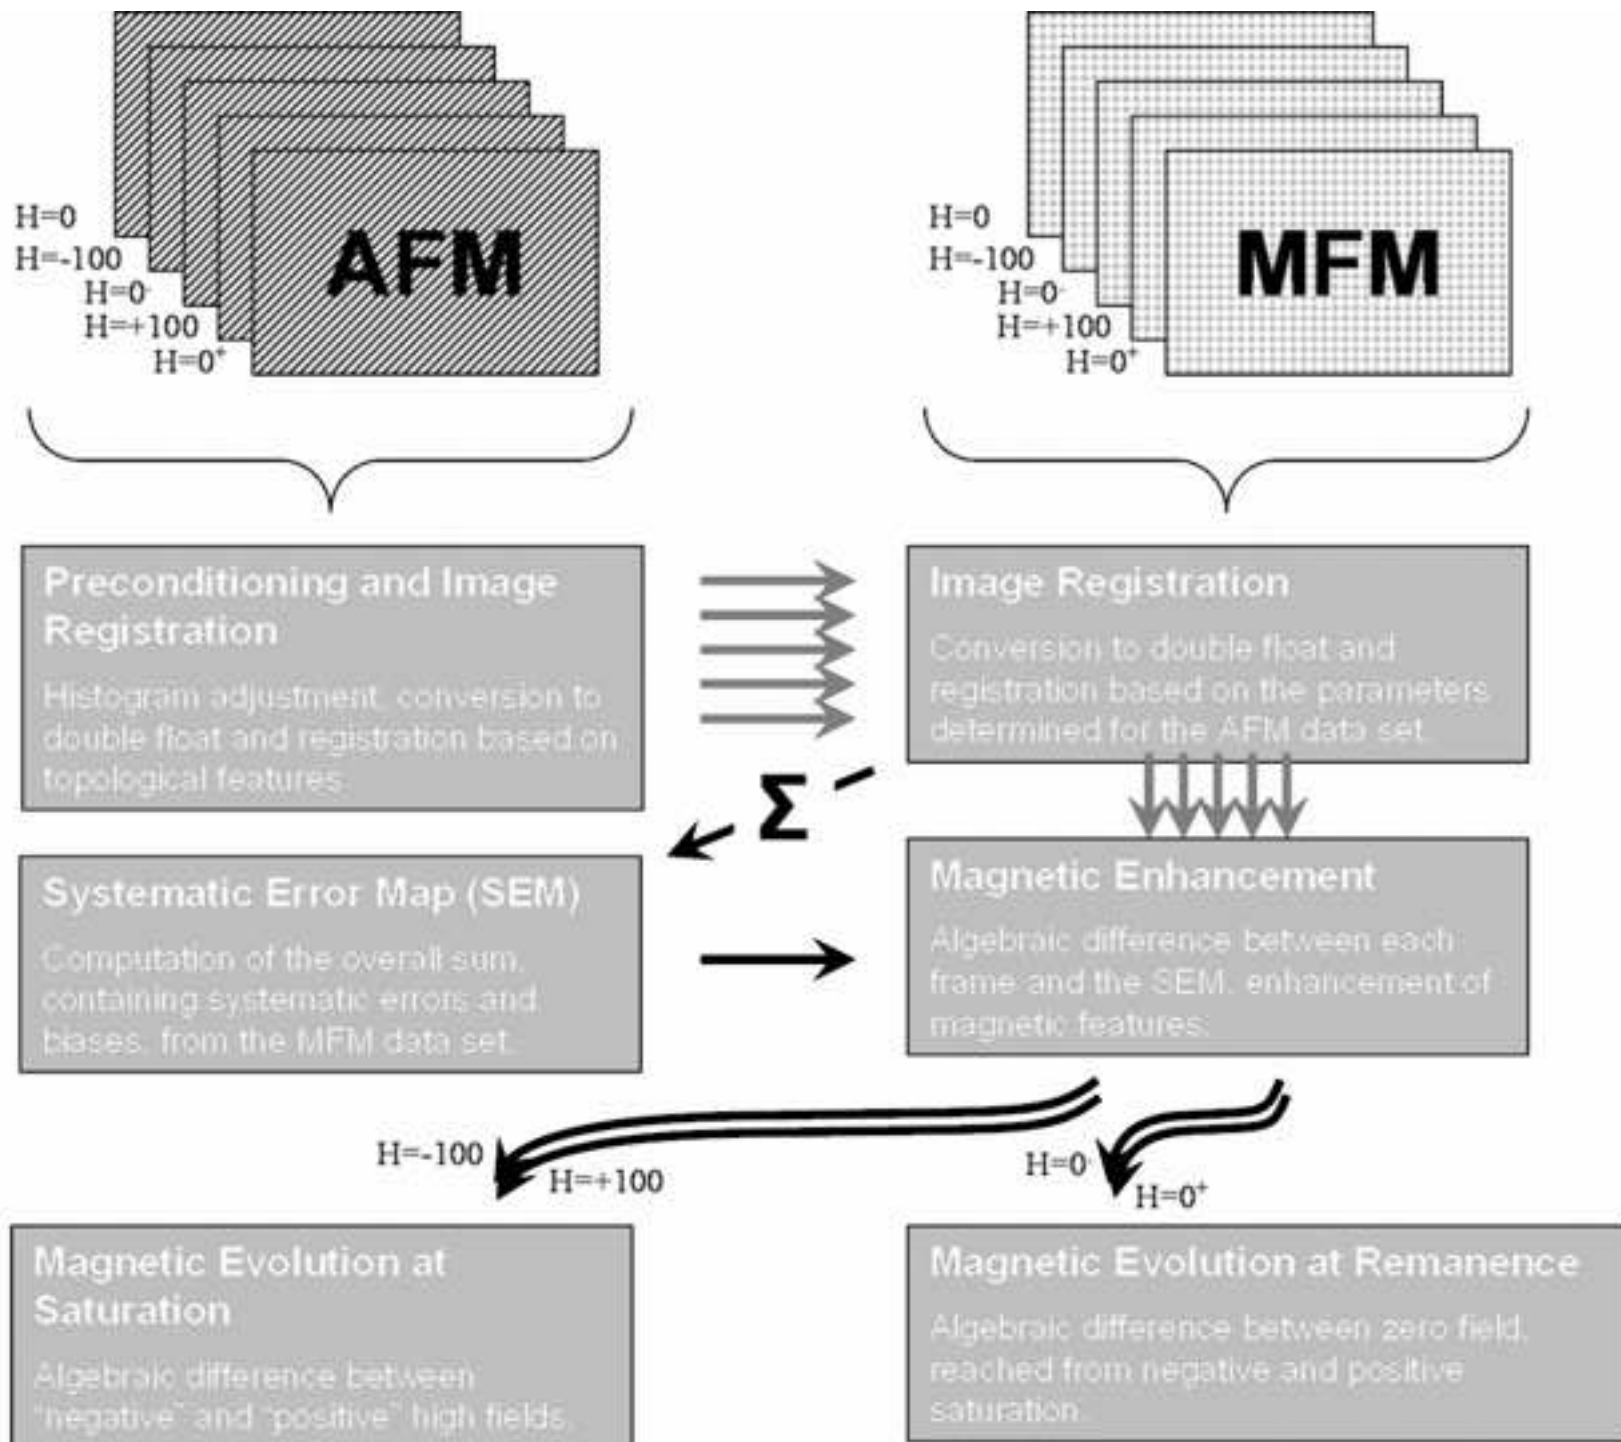 H=0
H=-100
H=0-
H=+100
H=0+
AFM
H=0
H=-100
H=0-
H=+100
H=0+
MFM
Preconditioning and Image
Registration
Histogram adjustment, conversion to
double float and registration based on
topological features.
Image Registration
Conversion to double float and
registration based on the parameters
determined for the AFM data set.
Σ
Systematic Error Map (SEM)
Computation of the overall sum,
containing systematic errors and
biases, from the MFM data set.
Magnetic Enhancement
Algebraic difference between each
frame and the SEM, enhancement of
magnetic features.
H=-100
H=+100
H=0-
H=0+
Magnetic Evolution at
Saturation
Algebraic difference between
"negative" and "positive" high fields.
Magnetic Evolution at Remanence
Algebraic difference between zero field,
reached from negative and positive
saturation.